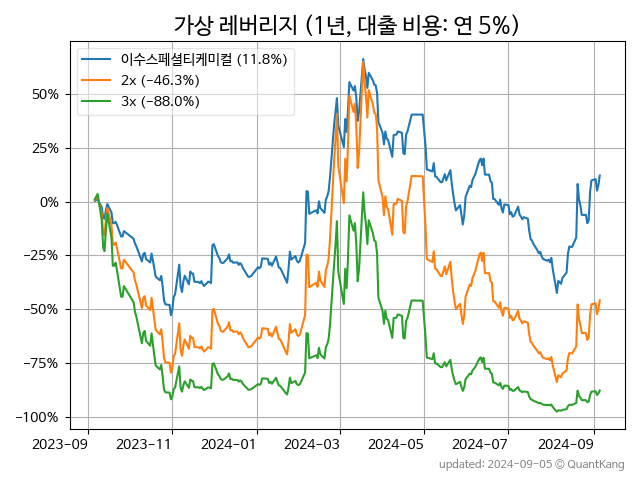 가상 레버리지 (1년, 대출 비용: 연 5%)
이수스페셜티케미컬 (11.8%)
2x (−46.3%)
3x (−88.0%)
50%
25%
0%
−25%
−50%
−75%
−100%
2023-09 2023-11 2024-01 2024-03 2024-05 2024-07 2024-09
updated: 2024-09-05 © QuantKang